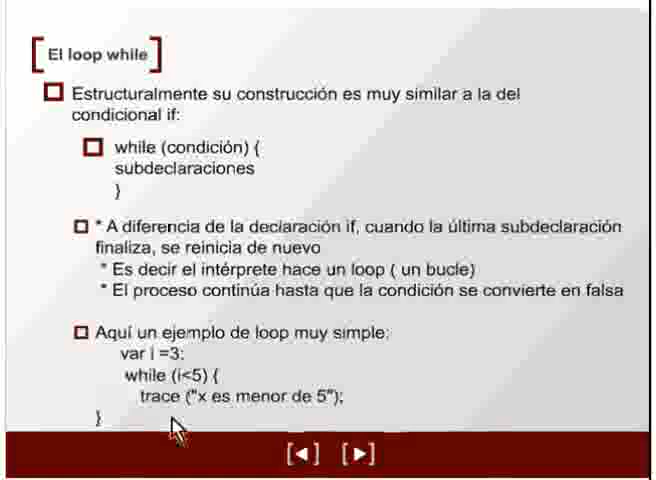 El loop while
Estructuralmente su construcción es muy similar a la del
condicional if:
while (condición) {
subdeclaraciones
}
* A diferencia de la declaración if, cuando la última subdeclaración
finaliza, se reinicia de nuevo
* Es decir el intérprete hace un loop ( un bucle)
* El proceso continúa hasta que la condición se convierte en falsa
Aquí un ejemplo de loop muy simple:
var i =3;
while (i<5) {
trace ("x es menor de 5");
}